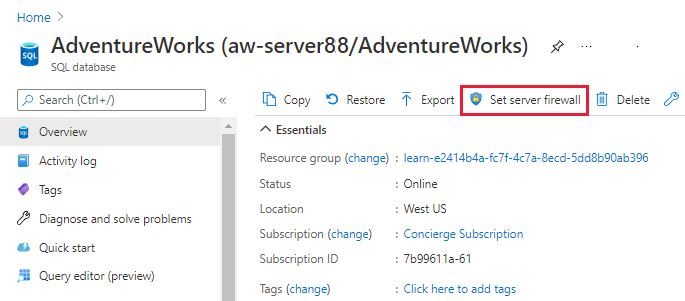 Home >
AdventureWorks (aw-server88/AdventureWorks)
SQL
SQL database
Search (Ctrl+/)
Overview
Activity log
Tags
Diagnose and solve problems
Quick start
Query editor (preview)
Copy Restore Export Set server firewall Delete
Essentials
Resource group (change) : learn-e2414b4a-fc7f-4c7a-8ecd-5dd8b90ab396
Status : Online
Location : West US
Subscription (change) : Concierge Subscription
Subscription ID : 7b99611a-61
Tags (change) : Click here to add tags